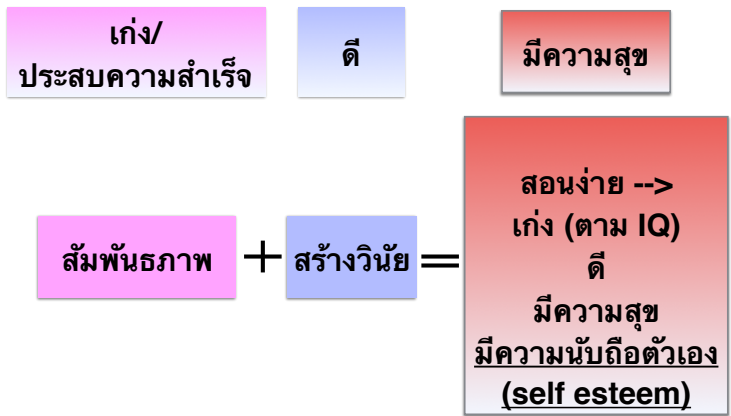 เก่ง/
ประสบความสำเร็จ
ดี
มีความสุข
สัมพันธภาพ + สร้างวินัย =
สอนง่าย -->
เก่ง (ตาม IQ)
ดี
มีความสุข
มีความนับถือตัวเอง
(self esteem)